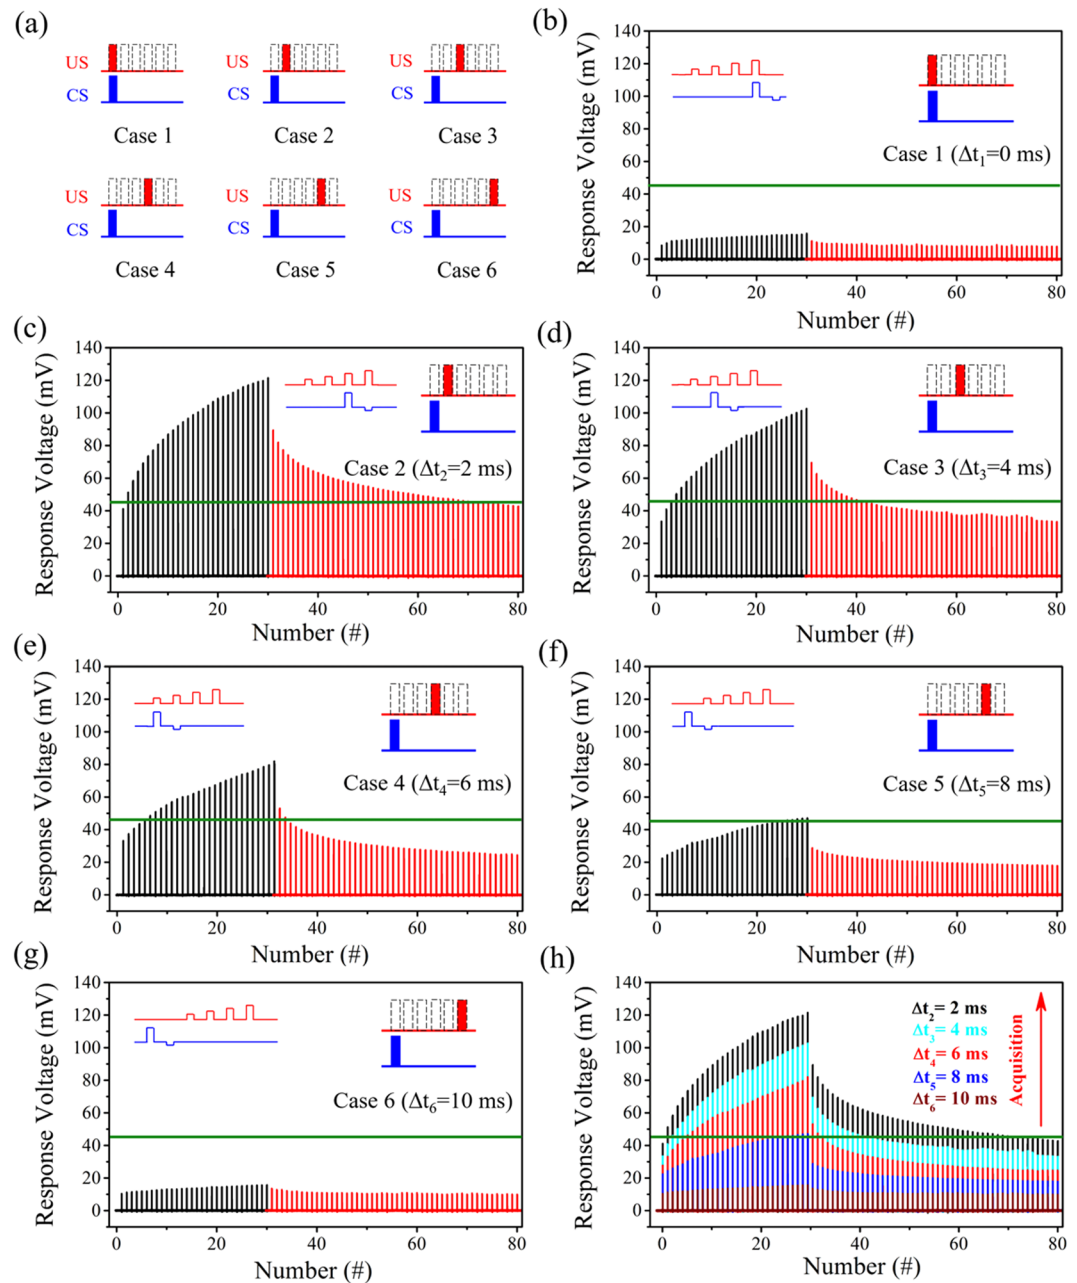 (a)
US
CS
Case 1
US
CS
Case 2
US
CS
Case 3
US
CS
Case 4
US
CS
Case 5
US
CS
Case 6
(b)
Response Voltage (mV)
140
120
100
80
60
40
20
0
Case 1 (Δt₁=0 ms)
0 20 40 60 80
Number (#)
(c)
Response Voltage (mV)
140
120
100
80
60
40
20
0
Case 2 (Δt₂=2 ms)
0 20 40 60 80
Number (#)
(d)
Response Voltage (mV)
140
120
100
80
60
40
20
0
Case 3 (Δt₃=4 ms)
0 20 40 60 80
Number (#)
(e)
Response Voltage (mV)
140
120
100
80
60
40
20
0
Case 4 (Δt₄=6 ms)
0 20 40 60 80
Number (#)
(f)
Response Voltage (mV)
140
120
100
80
60
40
20
0
Case 5 (Δt₅=8 ms)
0 20 40 60 80
Number (#)
(g)
Response Voltage (mV)
140
120
100
80
60
40
20
0
Case 6 (Δt₆=10 ms)
0 20 40 60 80
Number (#)
(h)
Response Voltage (mV)
140
120
100
80
60
40
20
0
Δt₂= 2 ms
Δt₃= 4 ms
Δt₄= 6 ms
Δt₅= 8 ms
Δt₆= 10 ms
Acquisition
0 20 40 60 80
Number (#)